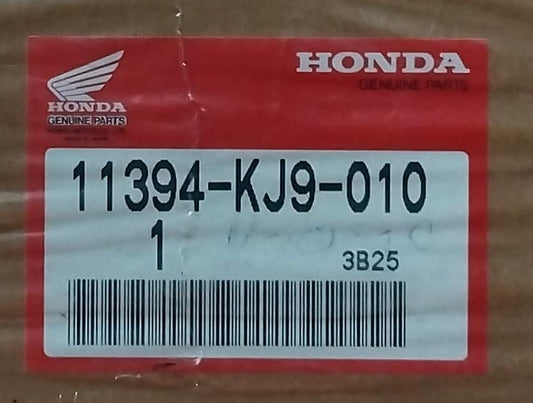 HONDA
GENUINE PARTS
HONDA
GENUINE PARTS
11394-KJ9-010
1
3B25